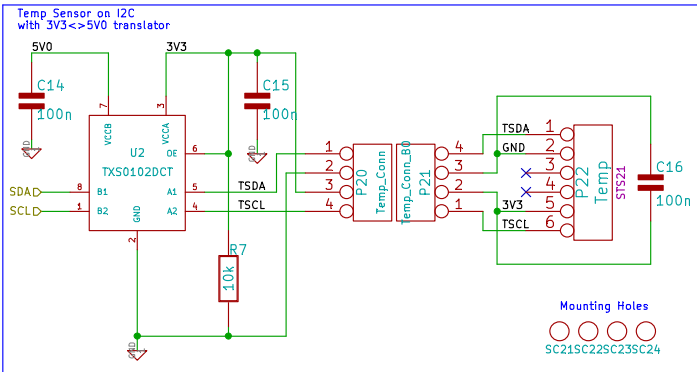 Temp Sensor on I2C
with 3V3<>5V0 translator
5V0
3V3
C14
100n
C15
100n
GND
GND
7
3
VCCB
VCCA
U2
TXS0102DCT
OE
6
SDA
8
B1
A1
5
TSDA
SCL
1
B2
A2
4
TSCL
GND
2
R7
10k
GND
1
2
3
4
P20
Temp_Conn
Temp_Conn_BO
P21
4
3
2
1
TSDA
GND
3V3
TSCL
1
2
3
4
5
6
P22
Temp
STS21
C16
100n
Mounting Holes
SC21SC22SC23SC24